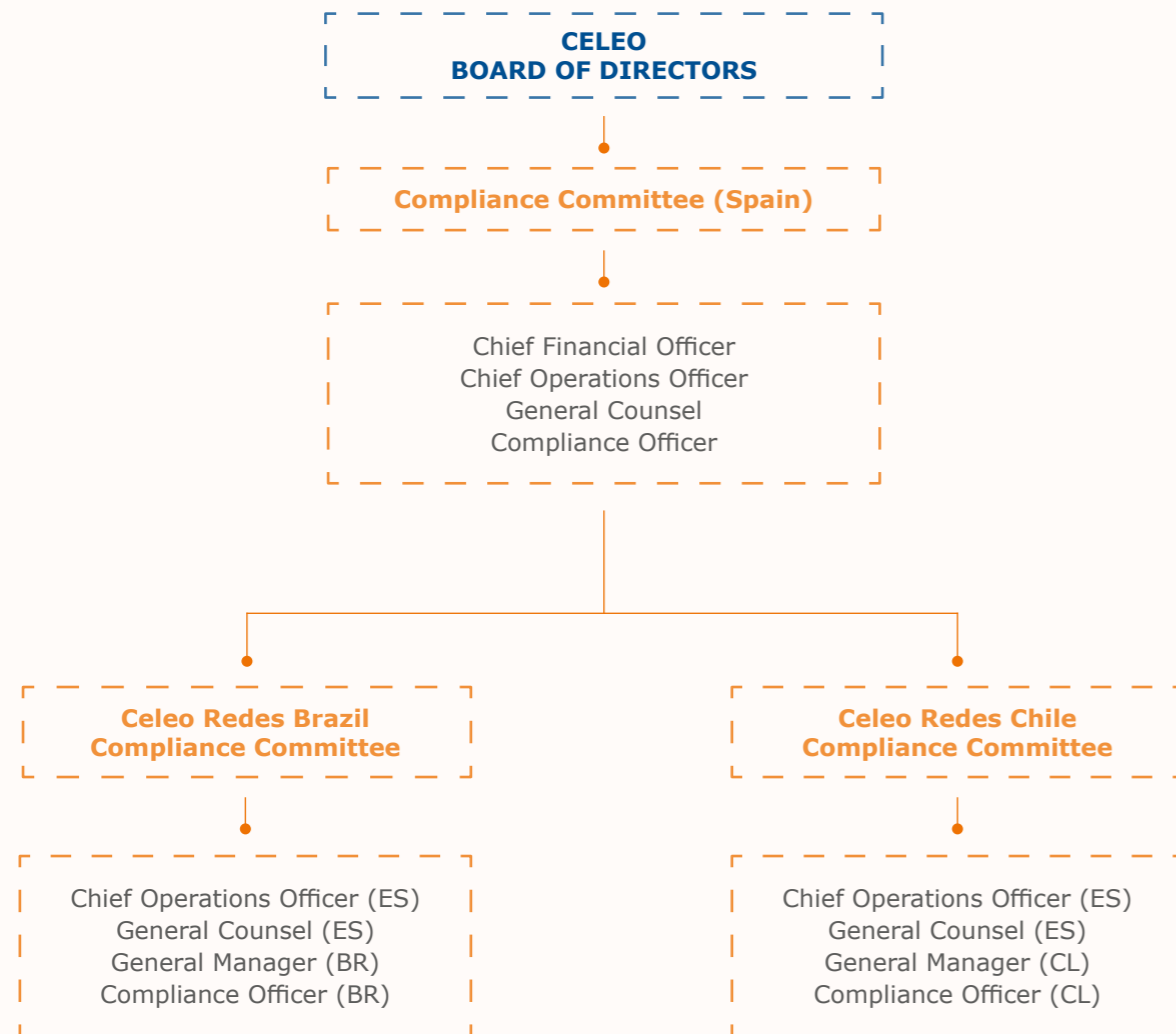 CELEO
BOARD OF DIRECTORS
Compliance Committee (Spain)
Chief Financial Officer
Chief Operations Officer
General Counsel
Compliance Officer
Celeo Redes Brazil
Compliance Committee
Chief Operations Officer (ES)
General Counsel (ES)
General Manager (BR)
Compliance Officer (BR)
Celeo Redes Chile
Compliance Committee
Chief Operations Officer (ES)
General Counsel (ES)
General Manager (CL)
Compliance Officer (CL)